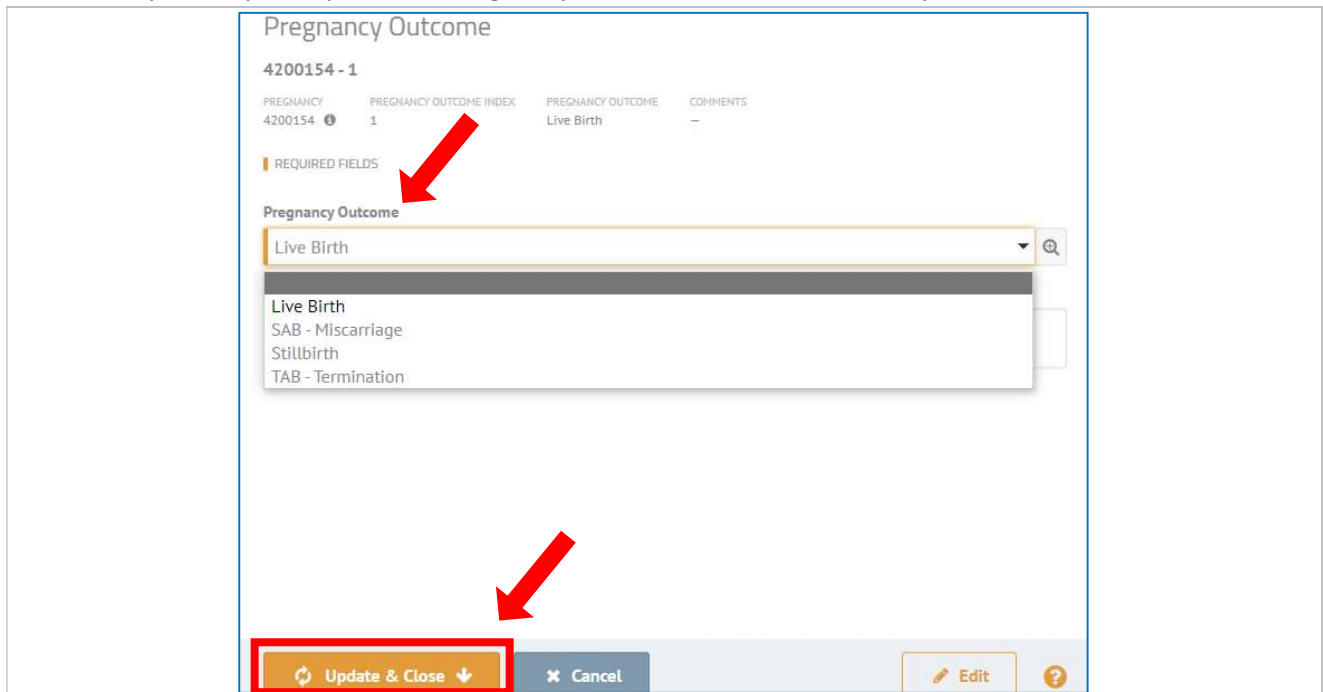 Pregnancy Outcome
4200154 - 1
PREGNANCY PREGNANCY OUTCOME INDEX PREGNANCY OUTCOME COMMENTS
4200154 1 Live Birth –
REQUIRED FIELDS
Pregnancy Outcome
Live Birth
Live Birth
SAB - Miscarriage
Stillbirth
TAB - Termination
Update & Close Cancel Edit